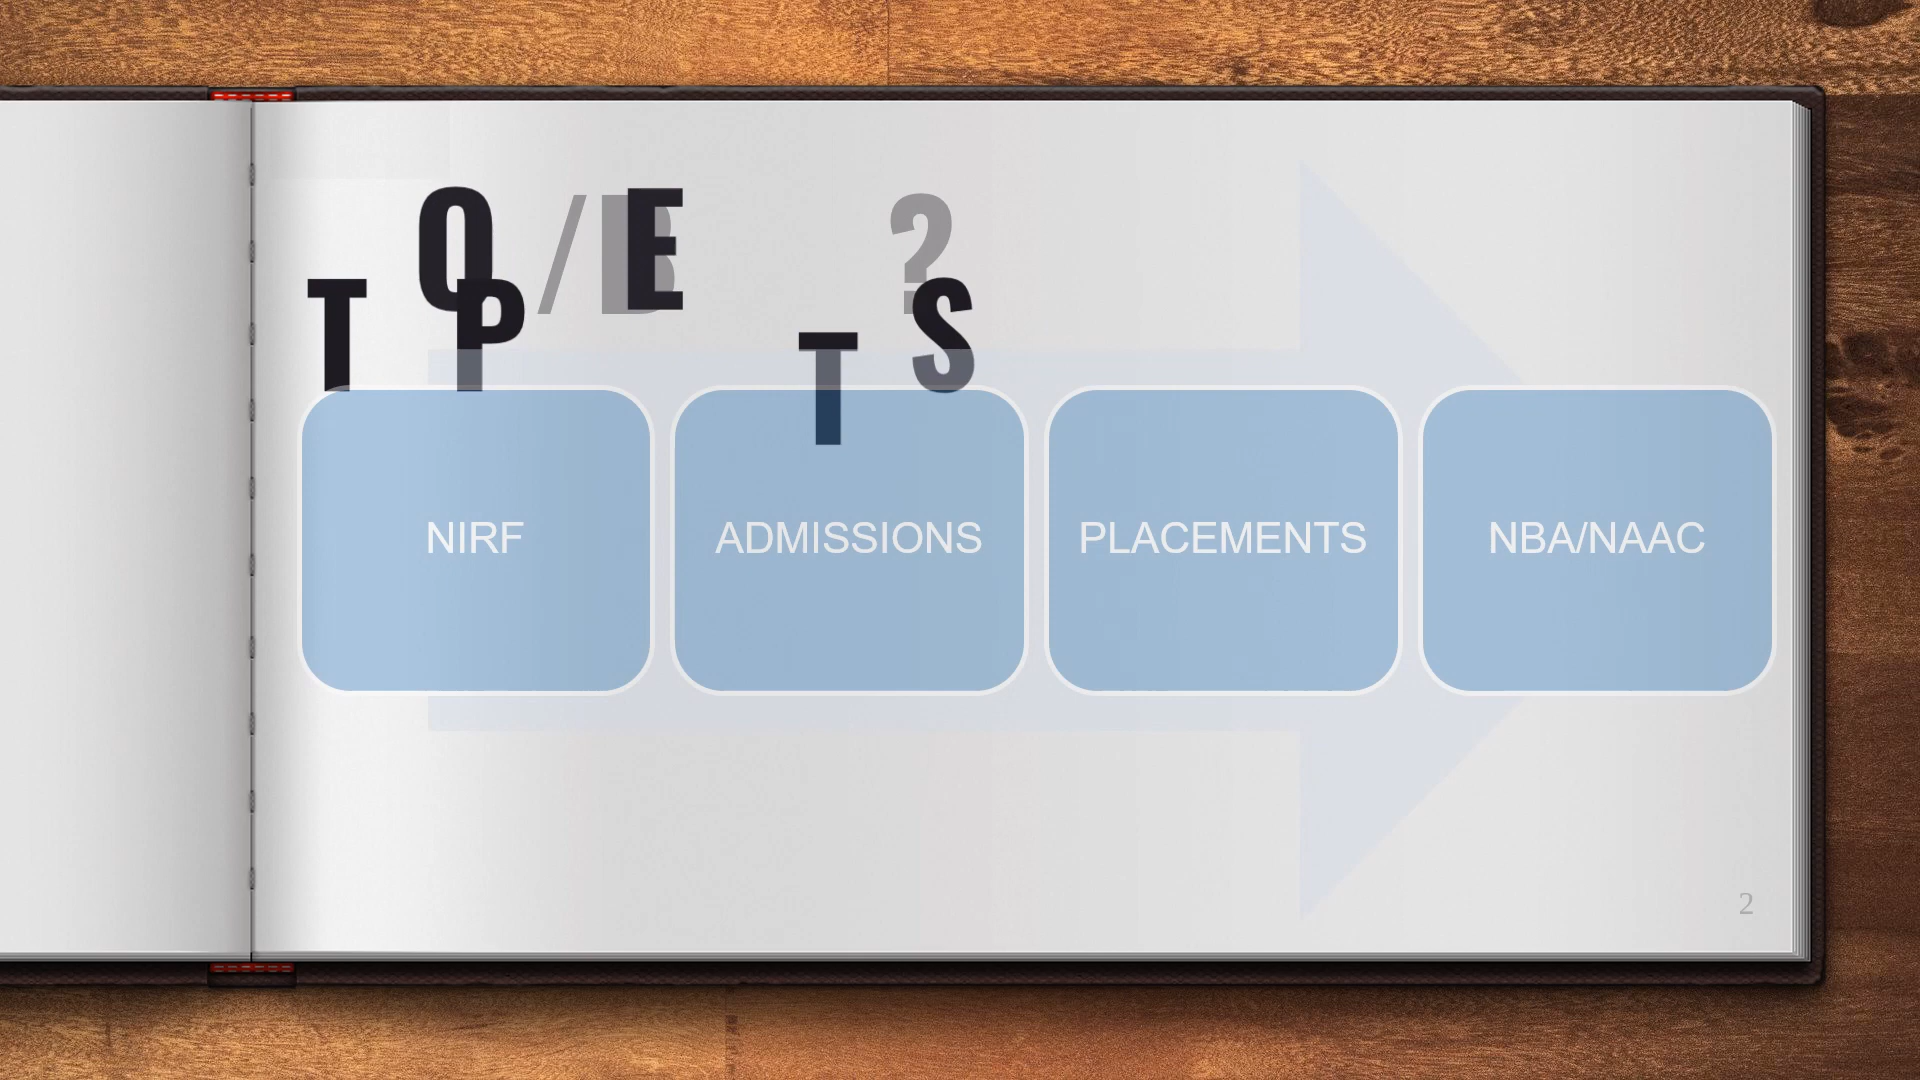 O / E ?
T P T S
NIRF
ADMISSIONS
PLACEMENTS
NBA/NAAC
2